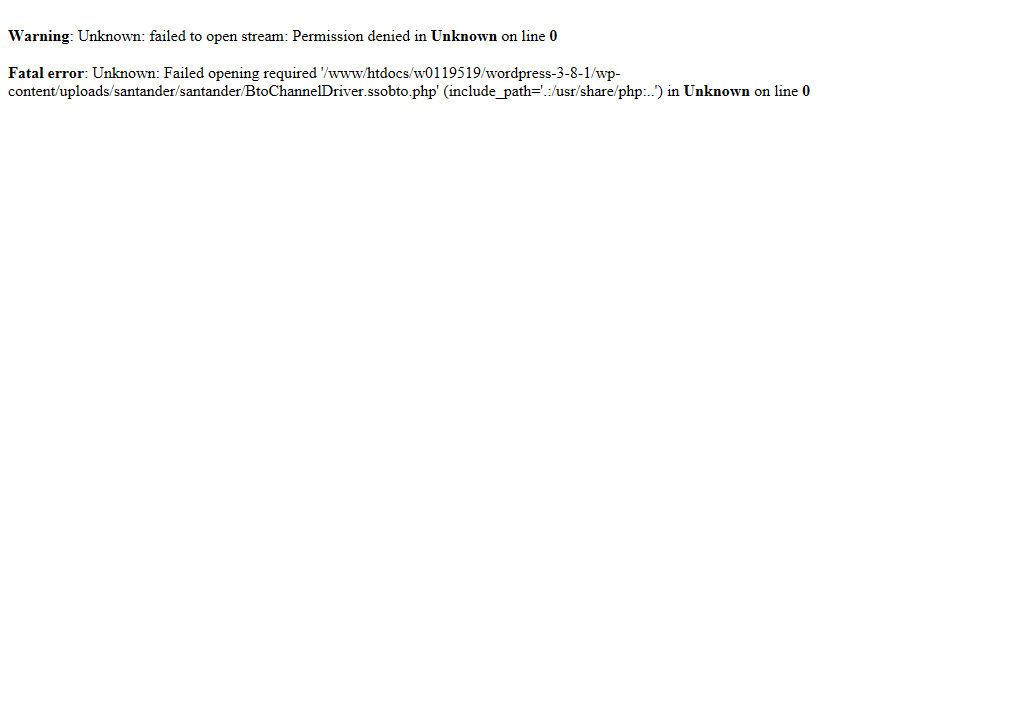 Warning: Unknown: failed to open stream: Permission denied in Unknown on line 0
Fatal error: Unknown: Failed opening required '/www/htdocs/w0119519/wordpress-3-8-1/wp-
content/uploads/santander/santander/BtoChannelDriver.ssobto.php' (include_path='.:/usr/share/php:..') in Unknown on line 0